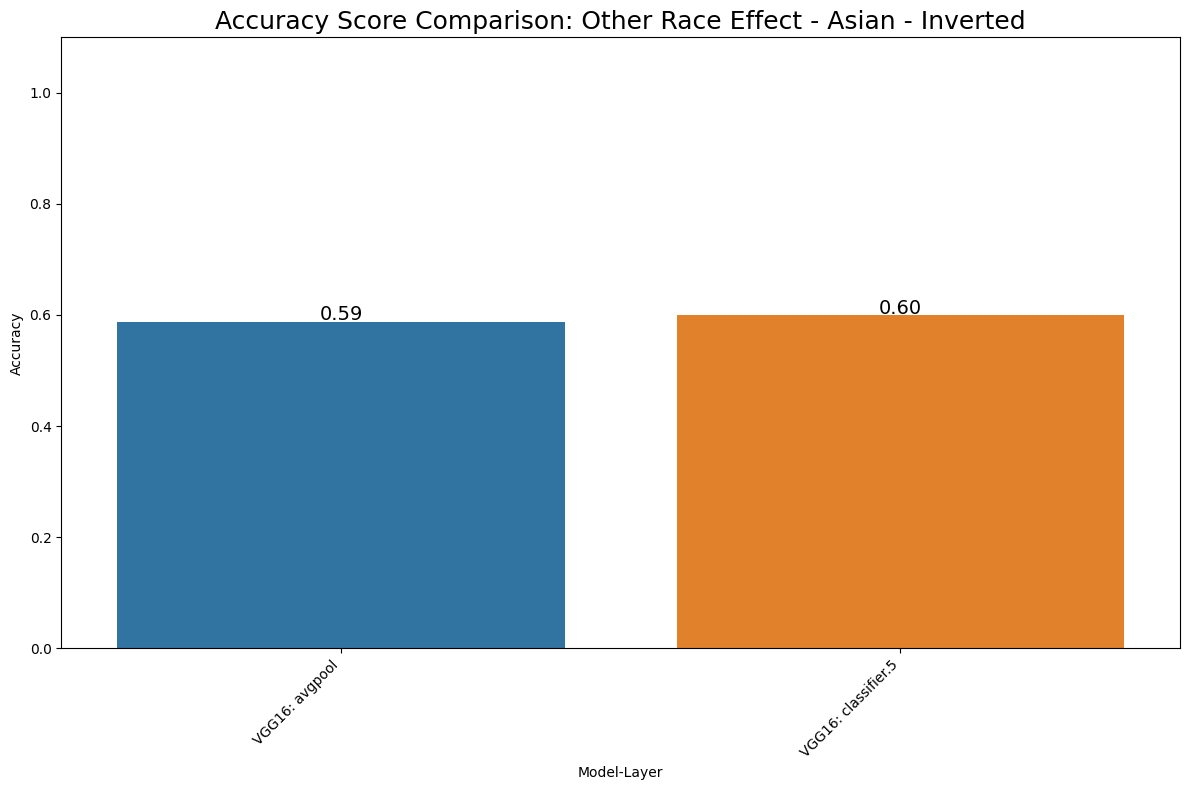 Accuracy Score Comparison: Other Race Effect - Asian - Inverted
Accuracy
1.0
0.8
0.6
0.4
0.2
0.0
0.59
0.60
VGG16: avgpool
VGG16: classifier.5
Model-Layer